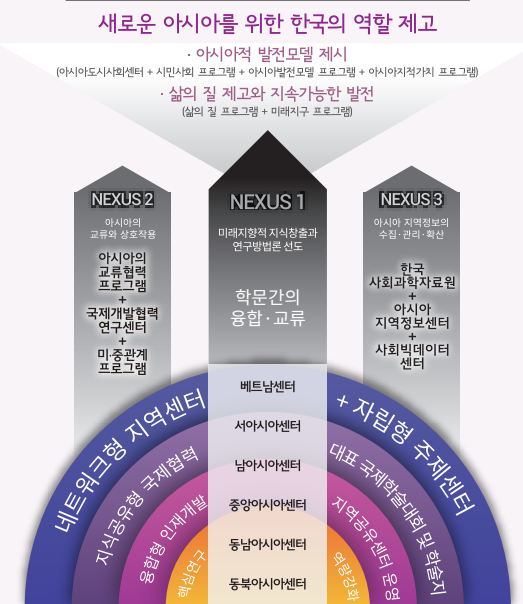 새로운 아시아를 위한 한국의 역할 제고
· 아시아적 발전모델 제시
(아시아도시사회센터 + 시민사회 프로그램 + 아시아발전모델 프로그램 + 아시아지적가치 프로그램)
· 삶의 질 제고와 지속가능한 발전
(삶의 질 프로그램 + 미래지구 프로그램)
NEXUS 2
아시아의
교류와 상호작용
아시아의
교류협력
프로그램
+
국제개발협력
연구센터
+
미·중관계
프로그램
NEXUS 1
미래지향적 지식창출과
연구방법론 선도
학문간의
융합·교류
NEXUS 3
아시아 지역정보의
수집·관리·확산
한국
사회과학자료원
+
아시아
지역정보센터
+
사회빅데이터
센터
네트워크형 지역센터
+ 자립형 주제센터
지식공유형 국제협력
대표 국제학술대회 및 학술지
융합형 인재개발
지역공유센터 운영
핵심연구
역량강화
베트남센터
서아시아센터
남아시아센터
중앙아시아센터
동남아시아센터
동북아시아센터